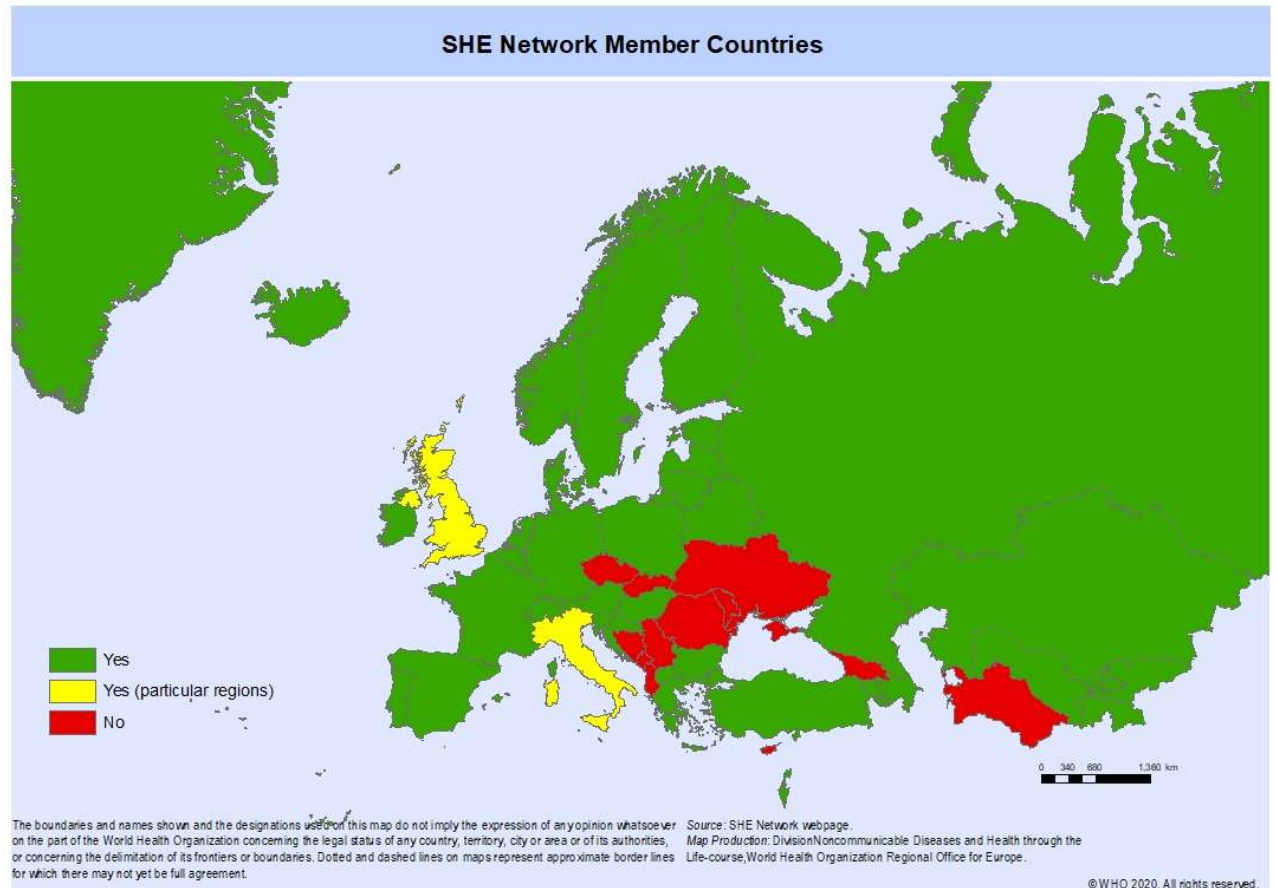 SHE Network Member Countries
Yes
Yes (particular regions)
No
0 340 680 1,360 km
The boundaries and names shown and the designations used on this map do not imply the expression of any opinion whatsoever
on the part of the World Health Organization concerning the legal status of any country, territory, city or area or of its authorities,
or concerning the delimitation of its frontiers or boundaries. Dotted and dashed lines on maps represent approximate border lines
for which there may not yet be full agreement.
Source: SHE Network webpage.
Map Production: DivisionNoncommunicable Diseases and Health through the
Life-course,World Health Organization Regional Office for Europe.
© WHO 2020. All rights reserved.